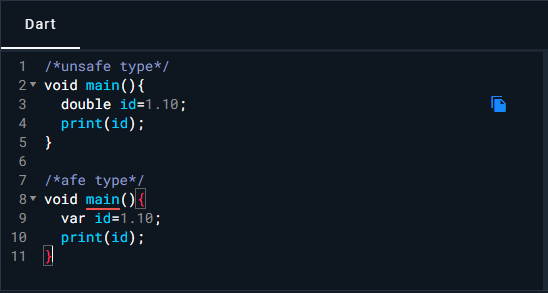 Dart
1 /*unsafe type*/
2 void main(){
3 double id=1.10;
4 print(id);
5 }
6
7 /*afe type*/
8 void main(){
9 var id=1.10;
10 print(id);
11 }